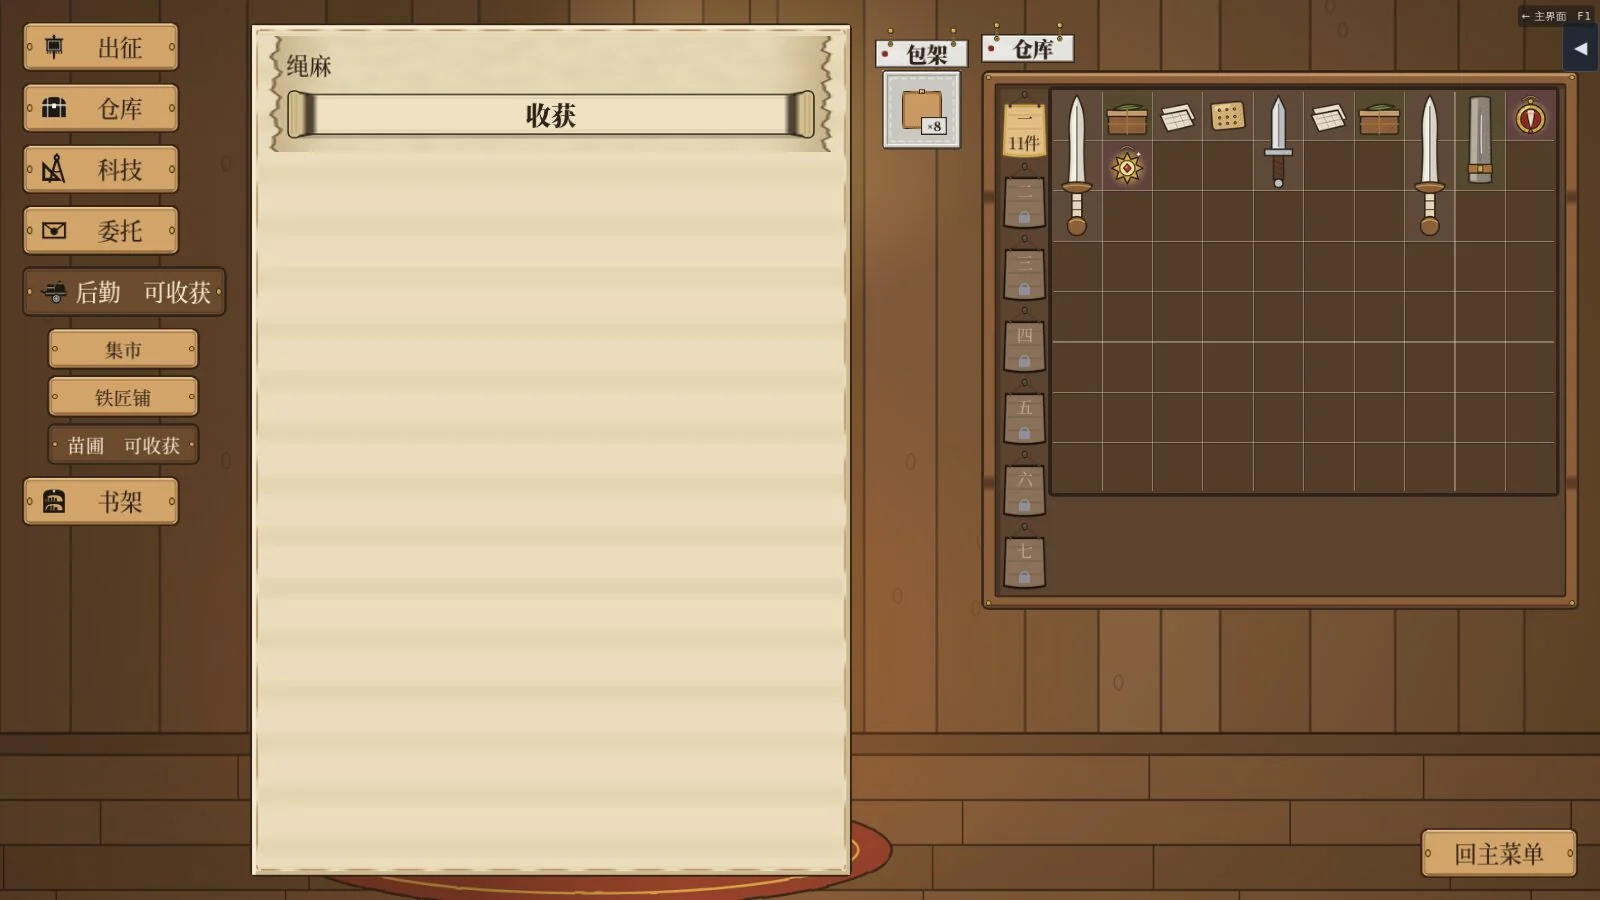 出征
仓库
科技
委托
后勤 可收获
集市
铁匠铺
苗圃 可收获
书架
绳麻
收获
包架
×8
仓库
一
11件
二
三
四
五
六
七
← 主界面 F1
回主菜单